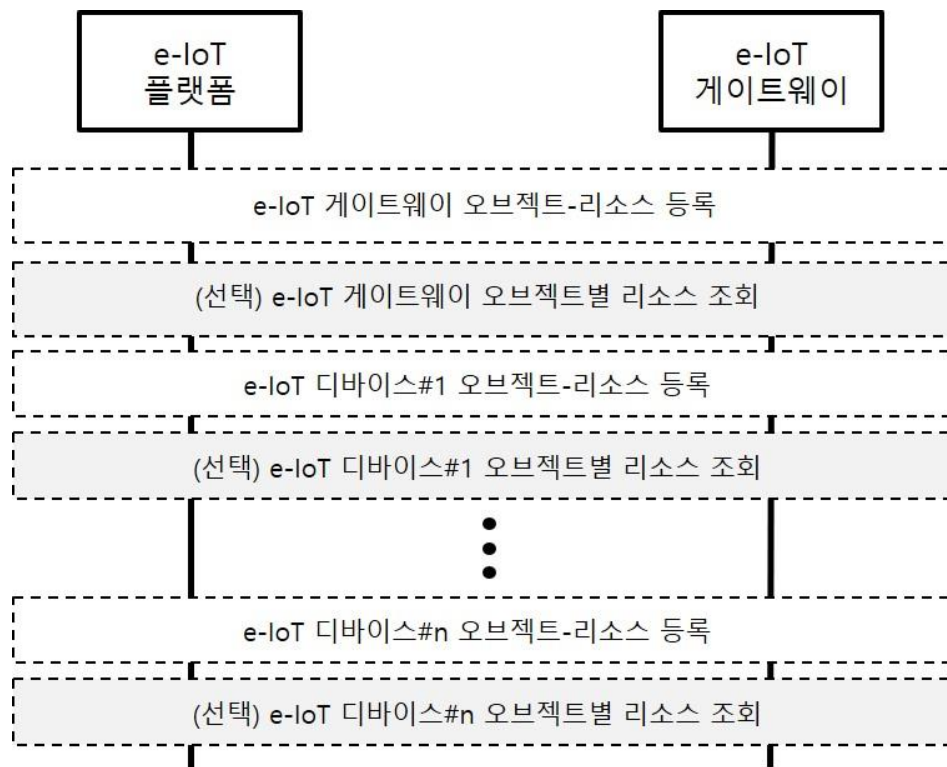 e-IoT
플랫폼
e-IoT
게이트웨이
e-IoT 게이트웨이 오브젝트-리소스 등록
(선택) e-IoT 게이트웨이 오브젝트별 리소스 조회
e-IoT 디바이스#1 오브젝트-리소스 등록
(선택) e-IoT 디바이스#1 오브젝트별 리소스 조회
e-IoT 디바이스#n 오브젝트-리소스 등록
(선택) e-IoT 디바이스#n 오브젝트별 리소스 조회